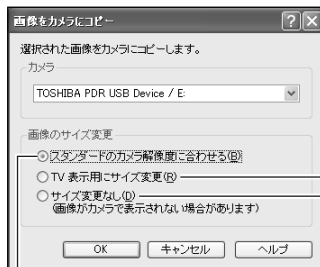 画像をカメラにコピー
選択された画像をカメラにコピーします。
カメラ
TOSHIBA PDR USB Device / E:
画像のサイズ変更
スタンダードのカメラ解像度に合わせる(B)
TV 表示用にサイズ変更(R)
サイズ変更なし(D)
(画像がカメラで表示されない場合があります)
OK キャンセル ヘルプ